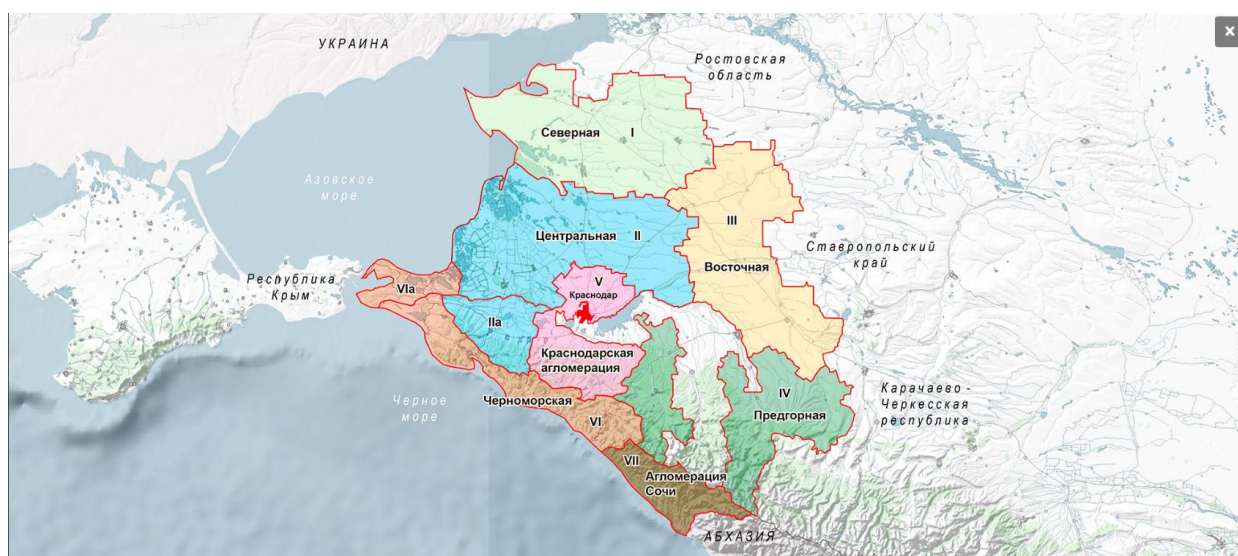 УКРАИНА
Ростовская
область
Северная I
Азовское
море
III
Центральная II
Ставропольский
край
Восточная
Республика
Крым
V
Краснодар
VIa
IIa
Краснодарская
агломерация
Черное
море
Черноморская
IV
Предгорная
Карачаево -
Черкесская
республика
VI
VII
Агломерация
Сочи
АБХАЗИЯ